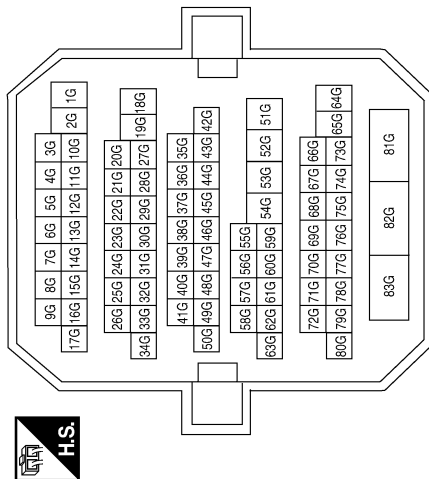 H.S.
9G 8G 7G 6G 5G 4G 3G
17G 16G 15G 14G 13G 12G 11G 10G 2G 1G
26G 25G 24G 23G 22G 21G 20G
34G 33G 32G 31G 30G 29G 28G 27G 19G 18G
41G 40G 39G 38G 37G 36G 35G
50G 49G 48G 47G 46G 45G 44G 43G 42G
58G 57G 56G 55G
63G 62G 61G 60G 59G 54G 53G 52G 51G
72G 71G 70G 69G 68G 67G 66G
80G 79G 78G 77G 76G 75G 74G 73G 65G 64G
83G 82G 81G